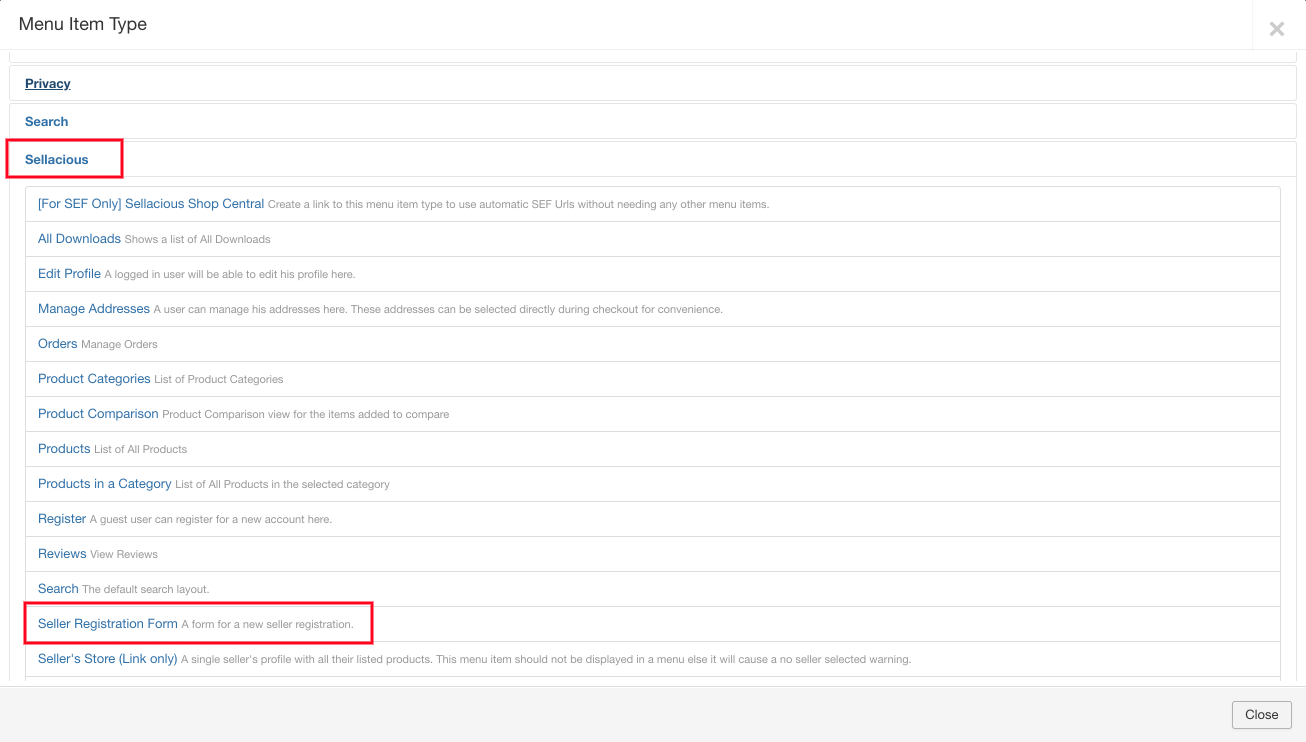 Menu Item Type
×
Privacy
Search
Sellacious
[For SEF Only] Sellacious Shop Central Create a link to this menu item type to use automatic SEF Urls without needing any other menu items.
All Downloads Shows a list of All Downloads
Edit Profile A logged in user will be able to edit his profile here.
Manage Addresses A user can manage his addresses here. These addresses can be selected directly during checkout for convenience.
Orders Manage Orders
Product Categories List of Product Categories
Product Comparison Product Comparison view for the items added to compare
Products List of All Products
Products in a Category List of All Products in the selected category
Register A guest user can register for a new account here.
Reviews View Reviews
Search The default search layout.
Seller Registration Form A form for a new seller registration.
Seller's Store (Link only) A single seller's profile with all their listed products. This menu item should not be displayed in a menu else it will cause a no seller selected warning.
Close